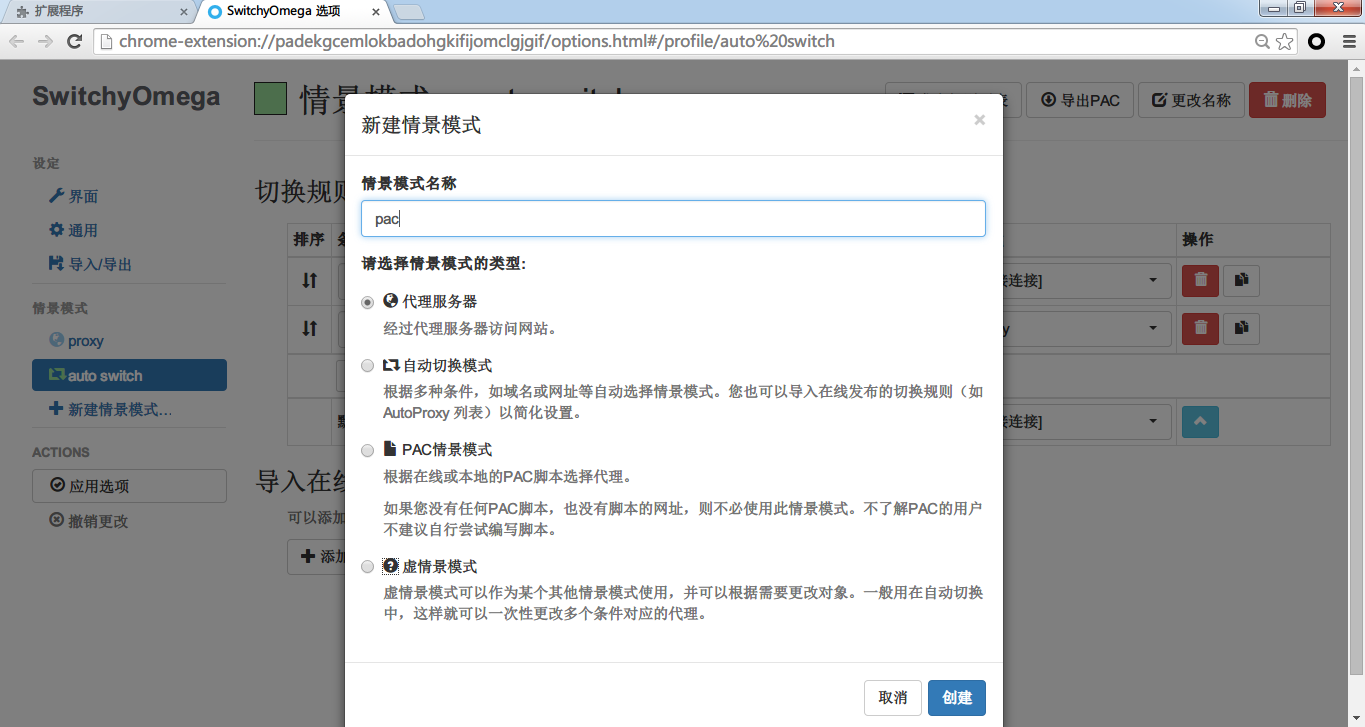 扩展程序
SwitchyOmega 选项
chrome-extension://padekgcemlokbadohgkifijomclgjgif/options.html#/profile/auto%20switch
SwitchyOmega
导出PAC
更改名称
删除
新建情景模式
×
设定
界面
通用
导入/导出
情景模式
proxy
auto switch
新建情景模式...
ACTIONS
应用选项
撤销更改
切换规则
排序
操作
连接]
y
连接]
导入在线
可以添加
添加
情景模式名称
pac
请选择情景模式的类型:
代理服务器
经过代理服务器访问网站。
自动切换模式
根据多种条件，如域名或网址等自动选择情景模式。您也可以导入在线发布的切换规则（如
AutoProxy 列表）以简化设置。
PAC情景模式
根据在线或本地的PAC脚本选择代理。
如果您没有任何PAC脚本，也没有脚本的网址，则不必使用此情景模式。不了解PAC的用户
不建议自行尝试编写脚本。
虚情景模式
虚情景模式可以作为某个其他情景模式使用，并可以根据需要更改对象。一般用在自动切换
中，这样就可以一次性更改多个条件对应的代理。
取消
创建